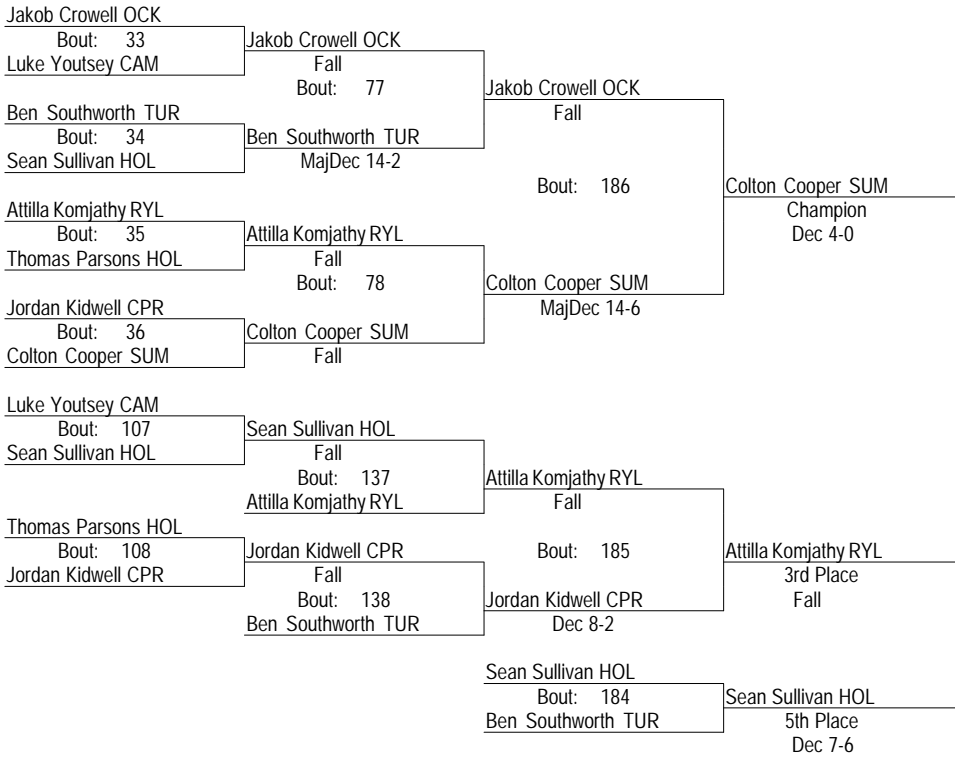 Jakob Crowell OCK
Bout: 33
Jakob Crowell OCK
Luke Youtsey CAM
Fall
Bout: 77
Jakob Crowell OCK
Ben Southworth TUR
Fall
Bout: 34
Ben Southworth TUR
Sean Sullivan HOL
MajDec 14-2
Bout: 186
Colton Cooper SUM
Attilla Komjathy RYL
Champion
Bout: 35
Attilla Komjathy RYL
Dec 4-0
Thomas Parsons HOL
Fall
Bout: 78
Colton Cooper SUM
Jordan Kidwell CPR
MajDec 14-6
Bout: 36
Colton Cooper SUM
Colton Cooper SUM
Fall
Luke Youtsey CAM
Bout: 107
Sean Sullivan HOL
Sean Sullivan HOL
Fall
Bout: 137
Attilla Komjathy RYL
Attilla Komjathy RYL
Fall
Thomas Parsons HOL
Bout: 108
Jordan Kidwell CPR
Bout: 185
Attilla Komjathy RYL
Jordan Kidwell CPR
Fall
3rd Place
Bout: 138
Jordan Kidwell CPR
Fall
Ben Southworth TUR
Dec 8-2
Sean Sullivan HOL
Bout: 184
Sean Sullivan HOL
Ben Southworth TUR
5th Place
Dec 7-6